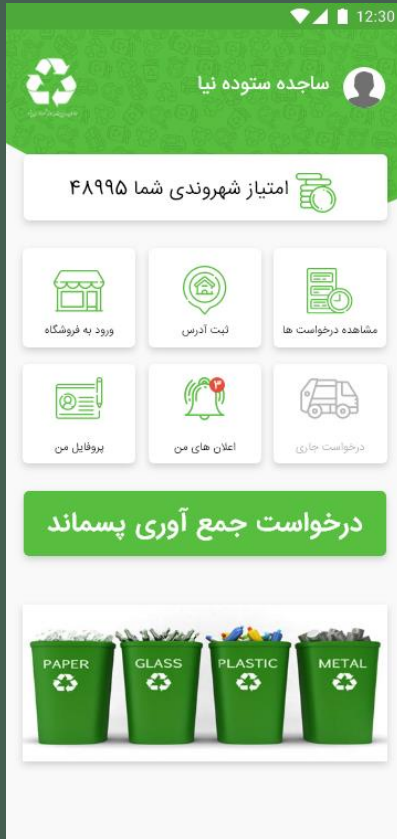 12:30
ساجده ستوده نیا
امتیاز شهروندی شما ۴۸۹۹۵
مشاهده درخواست ها
ثبت آدرس
ورود به فروشگاه
درخواست جاری
۳
اعلان های من
پروفایل من
درخواست جمع آوری پسماند
PAPER
GLASS
PLASTIC
METAL